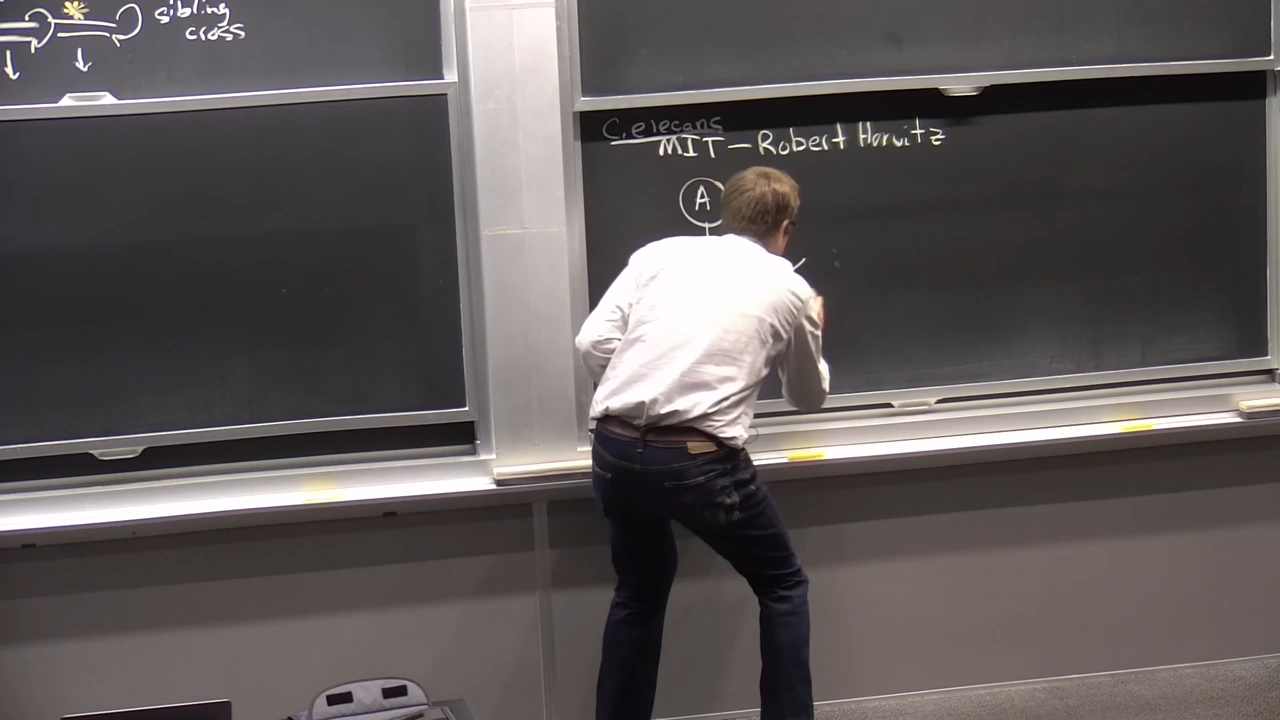 sibling
cross
C. elegans
MIT — Robert Horvitz
A